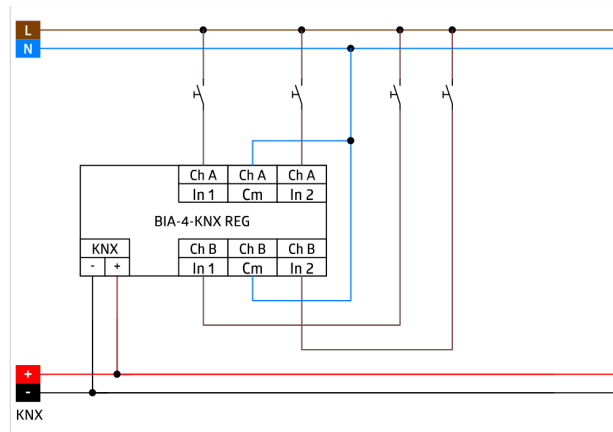 L
N
Ch A Ch A Ch A
In 1 Cm In 2
BIA-4-KNX REG
KNX Ch B Ch B Ch B
- + In 1 Cm In 2
+
-
KNX